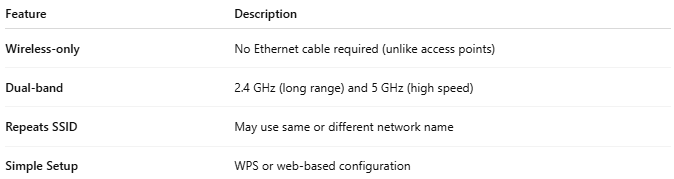 Feature Description
Wireless-only No Ethernet cable required (unlike access points)
Dual-band 2.4 GHz (long range) and 5 GHz (high speed)
Repeats SSID May use same or different network name
Simple Setup WPS or web-based configuration